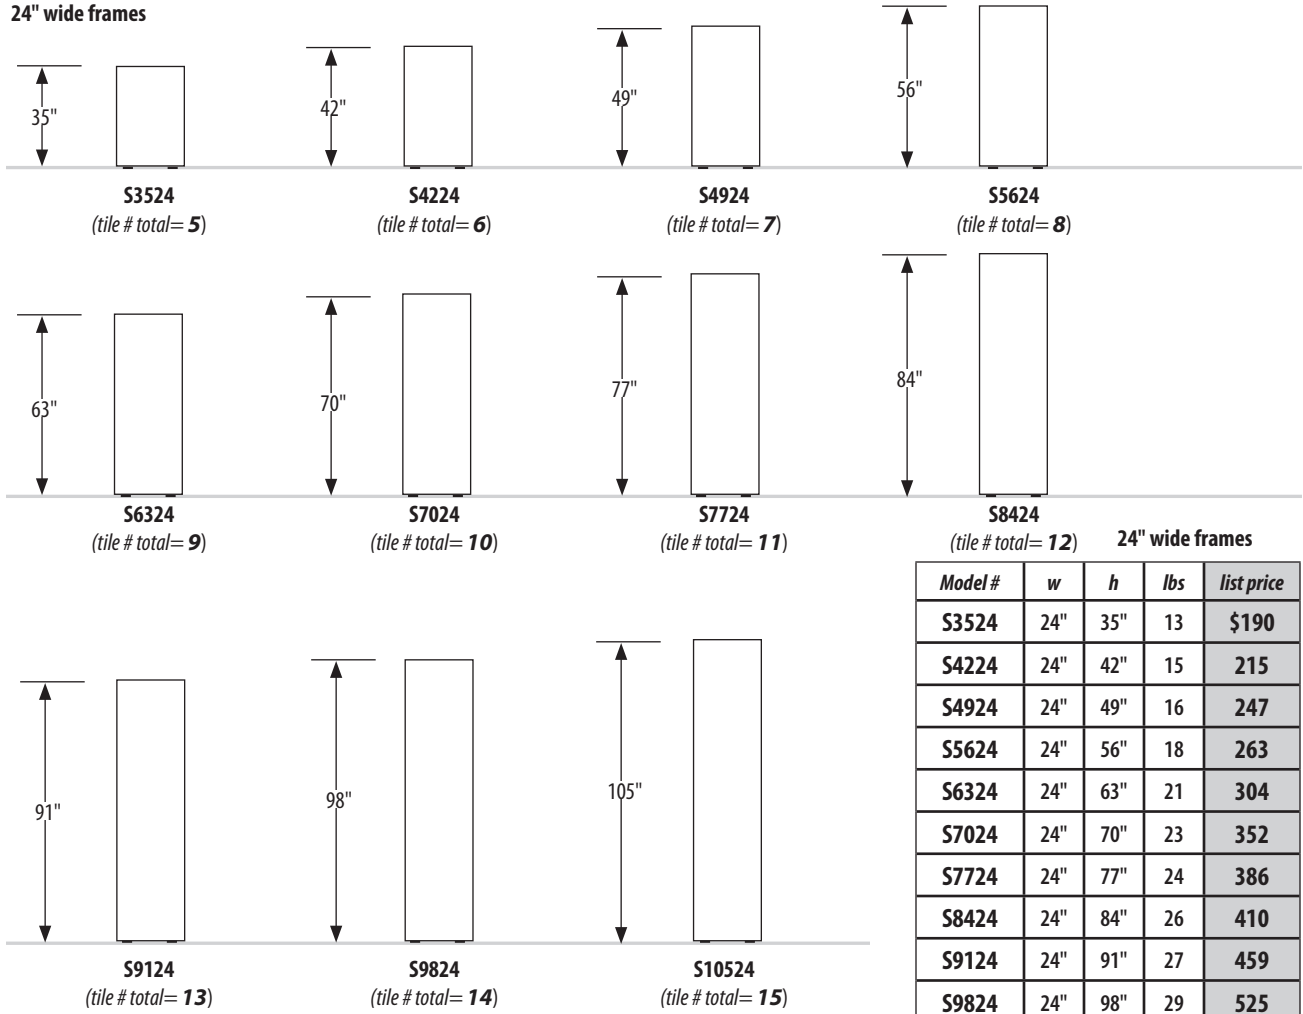 24" wide frames
35"
42"
49"
56"
S3524
(tile # total= 5)
S4224
(tile # total= 6)
S4924
(tile # total= 7)
S5624
(tile # total= 8)
63"
70"
77"
84"
S6324
(tile # total= 9)
S7024
(tile # total= 10)
S7724
(tile # total= 11)
S8424
(tile # total= 12)
91"
98"
105"
S9124
(tile # total= 13)
S9824
(tile # total= 14)
S10524
(tile # total= 15)
24" wide frames
Model # w h lbs list price
S3524 24" 35" 13 $190
S4224 24" 42" 15 215
S4924 24" 49" 16 247
S5624 24" 56" 18 263
S6324 24" 63" 21 304
S7024 24" 70" 23 352
S7724 24" 77" 24 386
S8424 24" 84" 26 410
S9124 24" 91" 27 459
S9824 24" 98" 29 525